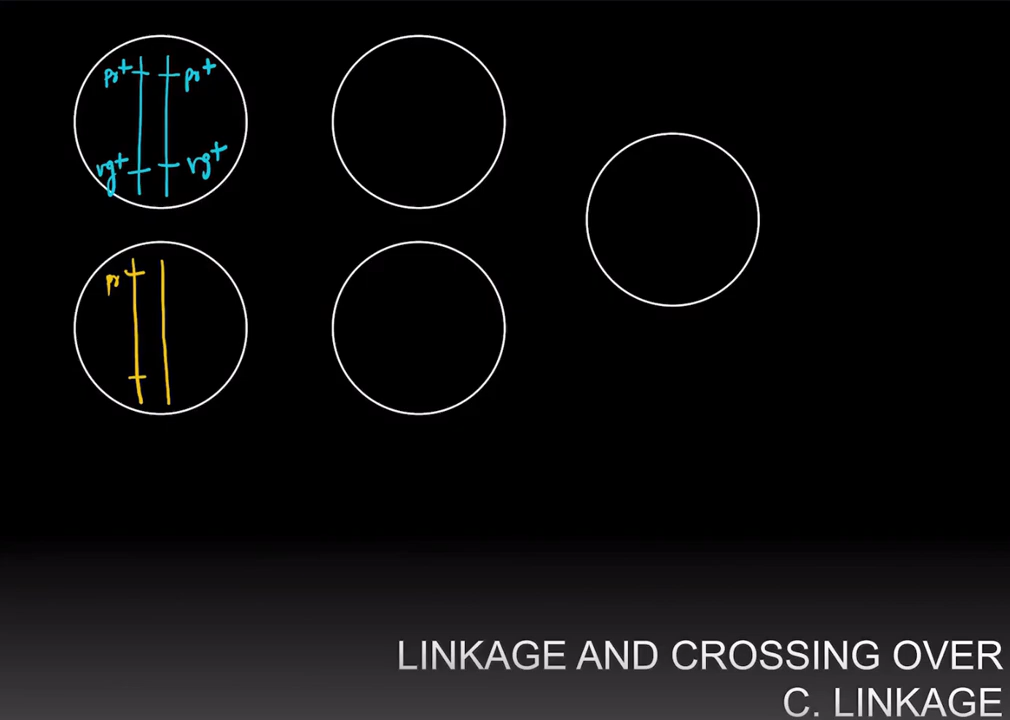 pr+ pr+
vg+ vg+
pr
LINKAGE AND CROSSING OVER
C. LINKAGE